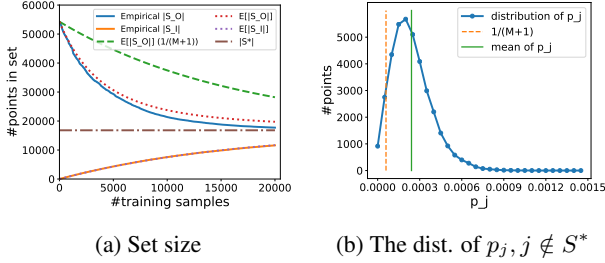 60000
50000
40000
30000
20000
10000
0
#points in set
Empirical |S_O|
Empirical |S_I|
E[|S_O|] (1/(M+1))
E[|S_O|]
E[|S_I|]
|S*|
0 5000 10000 15000 20000
#training samples
(a) Set size
5000
4000
3000
2000
1000
0
#points
distribution of p_j
1/(M+1)
mean of p_j
0.0000 0.0003 0.0006 0.0009 0.0012 0.0015
p_j
(b) The dist. of p_j, j ∉ S*